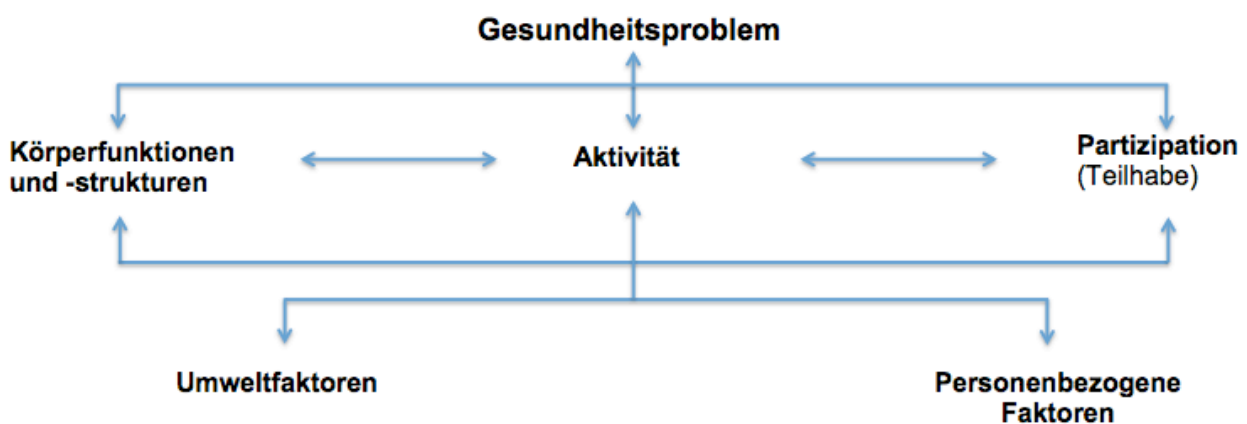 Gesundheitsproblem
Körperfunktionen
und -strukturen
Aktivität
Partizipation
(Teilhabe)
Umweltfaktoren
Personenbezogene
Faktoren